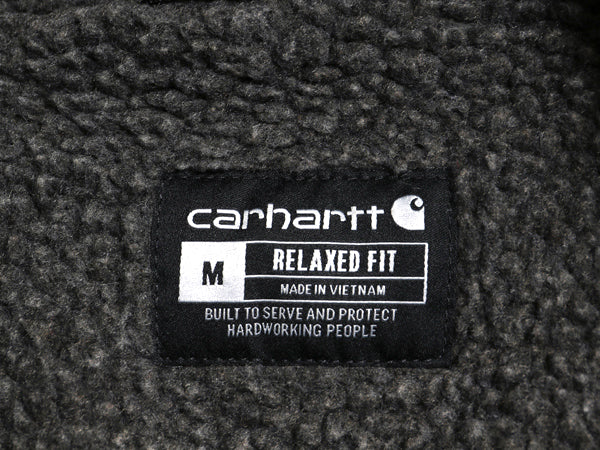 carhartt
M
RELAXED FIT
MADE IN VIETNAM
BUILT TO SERVE AND PROTECT
HARDWORKING PEOPLE